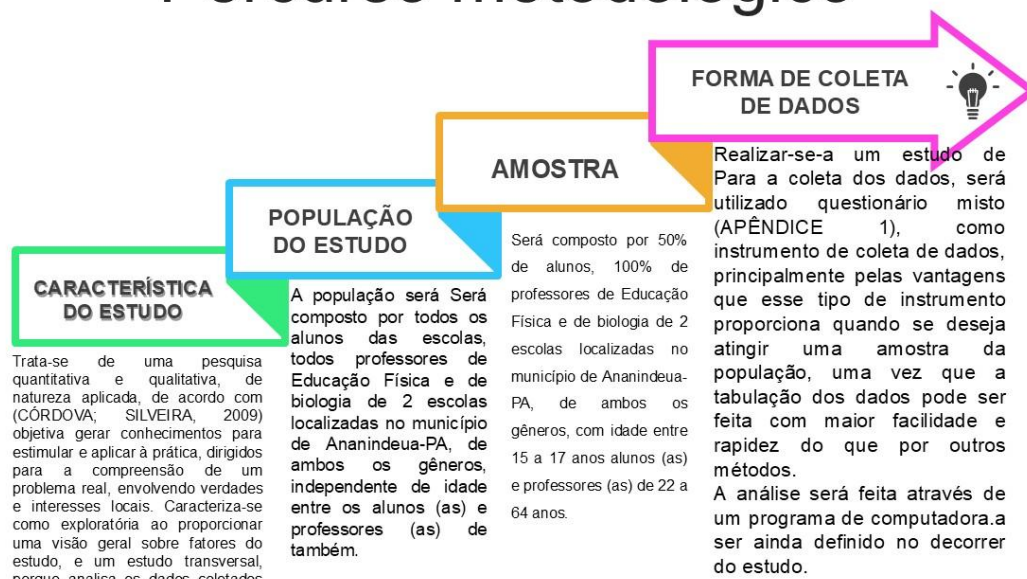 Percurso metodológico
CARACTERÍSTICA
DO ESTUDO
Trata-se de uma pesquisa
quantitativa e qualitativa, de
natureza aplicada, de acordo com
(CÓRDOVA; SILVEIRA, 2009)
objetiva gerar conhecimentos para
estimular e aplicar à prática, dirigidos
para a compreensão de um
problema real, envolvendo verdades
e interesses locais. Caracteriza-se
como exploratória ao proporcionar
uma visão geral sobre fatores do
estudo, e um estudo transversal,
porque analisa os dados coletados
POPULAÇÃO
DO ESTUDO
A população será Será
composto por todos os
alunos das escolas,
todos professores de
Educação Física e de
biologia de 2 escolas
localizadas no município
de Ananindeua-PA, de
ambos os gêneros,
independente de idade
entre os alunos (as) e
professores (as) de
também.
AMOSTRA
Será composto por 50%
de alunos, 100% de
professores de Educação
Física e de biologia de 2
escolas localizadas no
município de Ananindeua-
PA, de ambos os
gêneros, com idade entre
15 a 17 anos alunos (as)
e professores (as) de 22 a
64 anos.
FORMA DE COLETA
DE DADOS
Realizar-se-a um estudo de
Para a coleta dos dados, será
utilizado questionário misto
(APÊNDICE 1), como
instrumento de coleta de dados,
principalmente pelas vantagens
que esse tipo de instrumento
proporciona quando se deseja
atingir uma amostra da
população, uma vez que a
tabulação dos dados pode ser
feita com maior facilidade e
rapidez do que por outros
métodos.
A análise será feita através de
um programa de computadora.a
ser ainda definido no decorrer
do estudo.